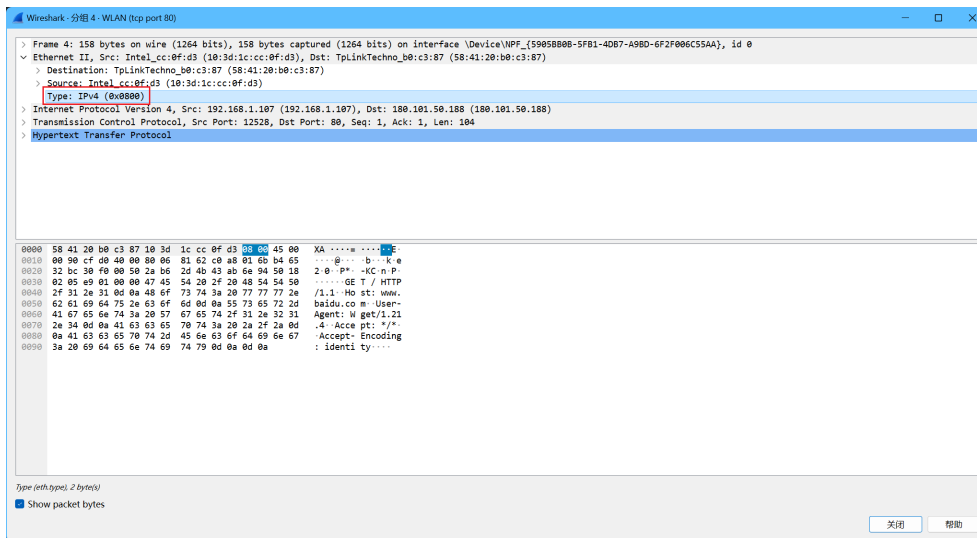 Wireshark · 分组 4 · WLAN (tcp port 80)
> Frame 4: 158 bytes on wire (1264 bits), 158 bytes captured (1264 bits) on interface \Device\NPF_{5905BB0B-5FB1-4DB7-A9BD-6F2F006C55AA}, id 0
Ethernet II, Src: Intel_cc:0f:d3 (10:3d:1c:cc:0f:d3), Dst: TpLinkTechno_b0:c3:87 (58:41:20:b0:c3:87)
> Destination: TpLinkTechno_b0:c3:87 (58:41:20:b0:c3:87)
> Source: Intel_cc:0f:d3 (10:3d:1c:cc:0f:d3)
Type: IPv4 (0x0800)
> Internet Protocol Version 4, Src: 192.168.1.107 (192.168.1.107), Dst: 180.101.50.188 (180.101.50.188)
> Transmission Control Protocol, Src Port: 12528, Dst Port: 80, Seq: 1, Ack: 1, Len: 104
> Hypertext Transfer Protocol
0000 58 41 20 b0 c3 87 10 3d 1c cc 0f d3 08 00 45 00 XA ····= ······E·
0010 00 90 cf d0 40 00 80 06 81 62 c0 a8 01 6b b4 65 ····@··· ·b···k·e
0020 32 bc 30 f0 00 50 2a b6 2d 4b 43 ab 6e 94 50 18 2·0··P*· -KC·n·P·
0030 02 05 e9 01 00 00 47 45 54 20 2f 20 48 54 54 50 ······GE T / HTTP
0040 2f 31 2e 31 0d 0a 48 6f 73 74 3a 20 77 77 77 2e /1.1··Ho st: www.
0050 62 61 69 64 75 2e 63 6f 6d 0d 0a 55 73 65 72 2d baidu.co m··User-
0060 41 67 65 6e 74 3a 20 57 67 65 74 2f 31 2e 32 31 Agent: W get/1.21
0070 2e 34 0d 0a 41 63 63 65 70 74 3a 20 2a 2f 2a 0d .4··Acce pt: */*·
0080 0a 41 63 63 65 70 74 2d 45 6e 63 6f 64 69 6e 67 ·Accept- Encoding
0090 3a 20 69 64 65 6e 74 69 74 79 0d 0a 0d 0a : identi ty····
Type (eth.type), 2 byte(s)
Show packet bytes
关闭
帮助